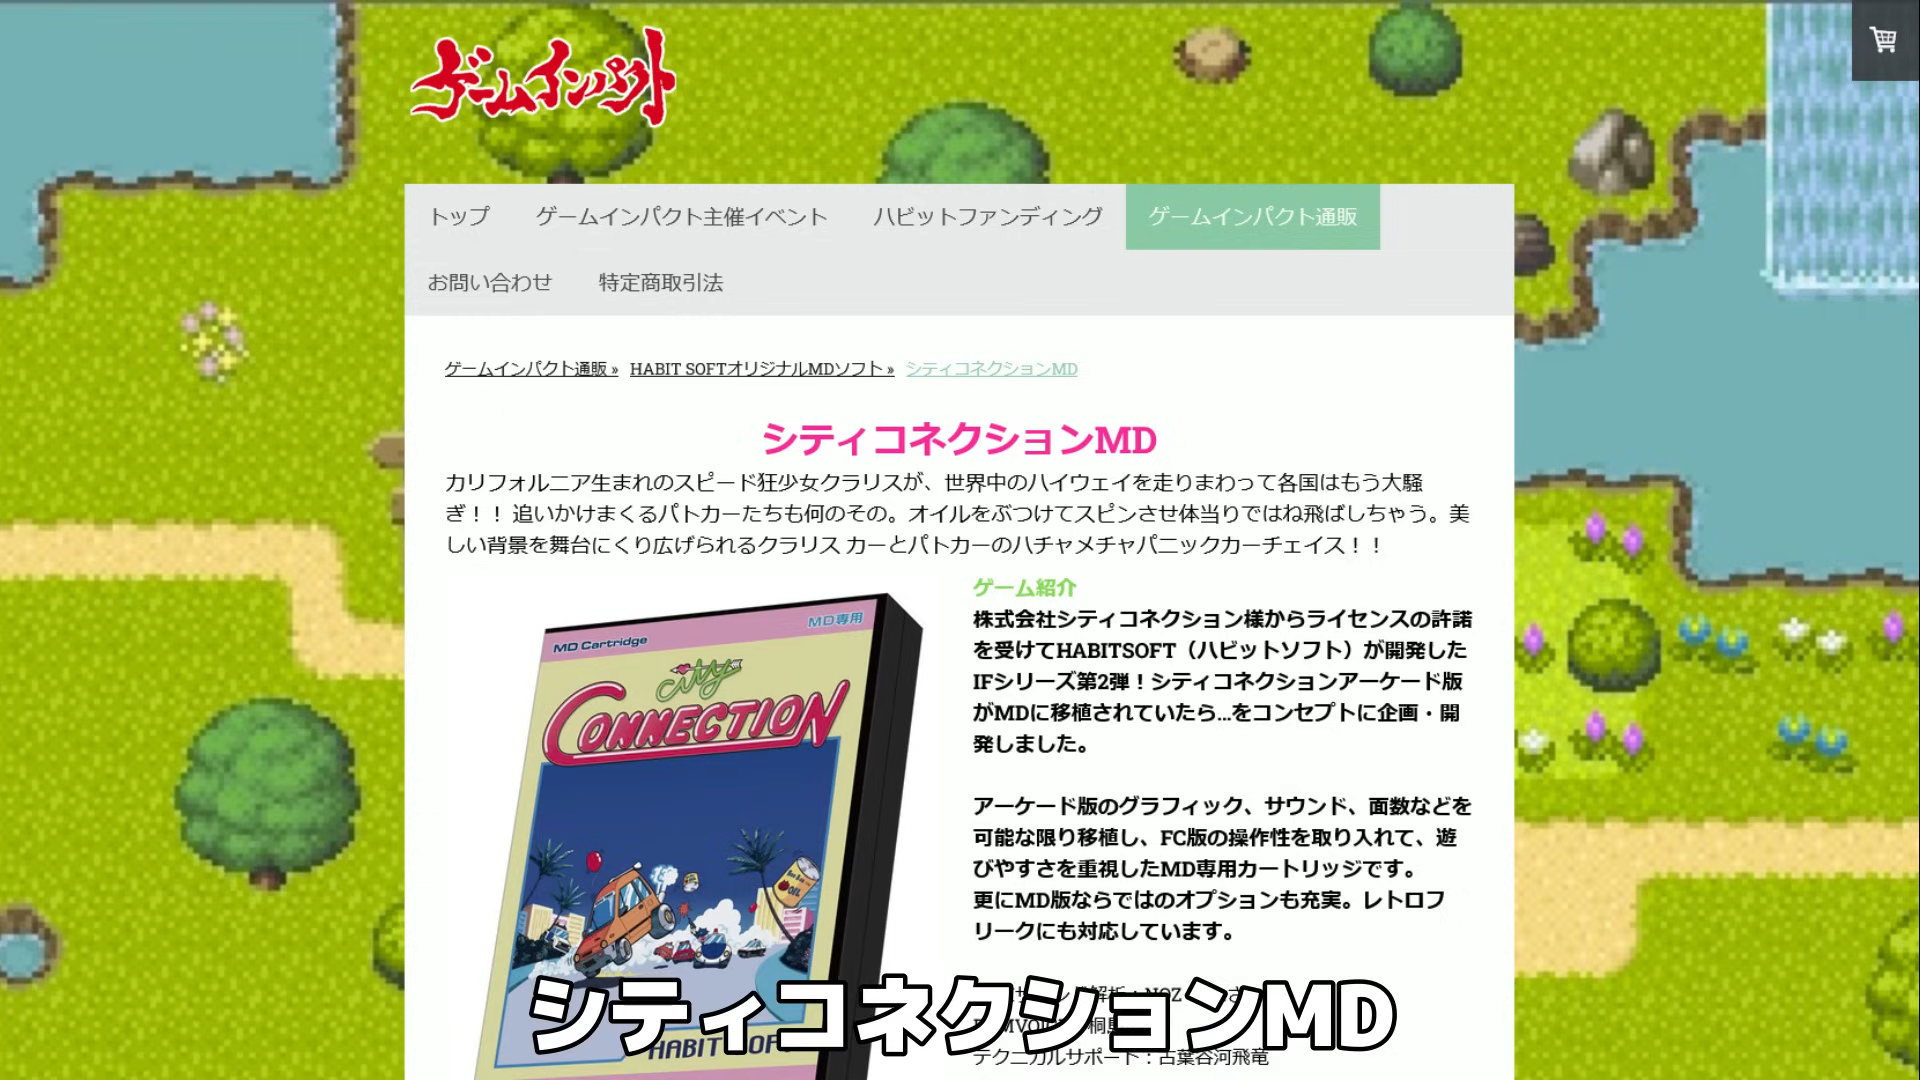 ゲームインパクト
トップ
ゲームインパクト主催イベント
ハビットファンディング
ゲームインパクト通販
お問い合わせ
特定商取引法
ゲームインパクト通販 »
HABIT SOFTオリジナルMDソフト »
シティコネクションMD
シティコネクションMD
カリフォルニア生まれのスピード狂少女クラリスが、世界中のハイウェイを走りまわって各国はもう大騒
ぎ！！ 追いかけまくるパトカーたちも何のその。オイルをぶつけてスピンさせ体当りではね飛ばしちゃう。美
しい背景を舞台にくり広げられるクラリス カーとパトカーのハチャメチャパニックカーチェイス！！
MD Cartridge
MD専用
city
CONNECTION
OIL
HABIT SOF
ゲーム紹介
株式会社シティコネクション様からライセンスの許諾
を受けてHABITSOFT（ハビットソフト）が開発した
IFシリーズ第2弾！シティコネクションアーケード版
がMDに移植されていたら...をコンセプトに企画・開
発しました。
アーケード版のグラフィック、サウンド、面数などを
可能な限り移植し、FC版の操作性を取り入れて、遊
びやすさを重視したMD専用カートリッジです。
更にMD版ならではのオプションも充実。レトロフ
リークにも対応しています。
解析：NOZ
テクニカルサポート：古葉谷河飛竜
シティコネクションMD